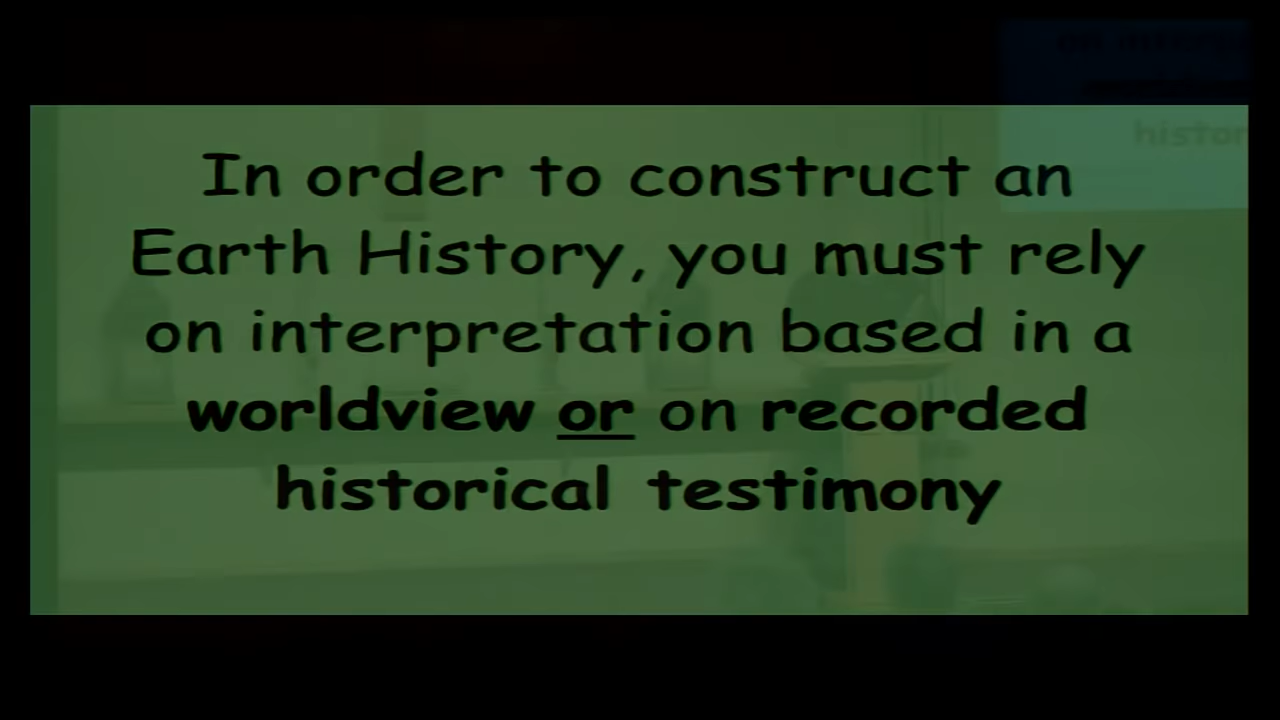 In order to construct an
Earth History, you must rely
on interpretation based in a
worldview or on recorded
historical testimony
histor